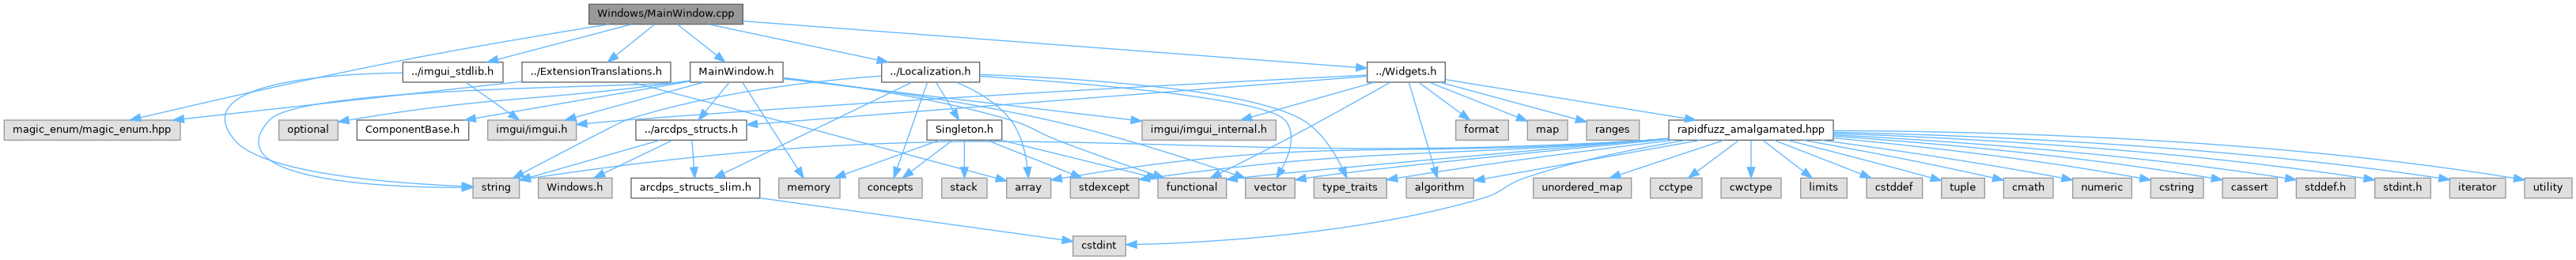 Windows/MainWindow.cpp
../imgui_stdlib.h
../ExtensionTranslations.h
MainWindow.h
../Localization.h
../Widgets.h
magic_enum/magic_enum.hpp
optional
ComponentBase.h
imgui/imgui.h
../arcdps_structs.h
Singleton.h
imgui/imgui_internal.h
format
map
ranges
rapidfuzz_amalgamated.hpp
string
Windows.h
arcdps_structs_slim.h
memory
concepts
stack
array
stdexcept
functional
vector
type_traits
algorithm
unordered_map
cctype
cwctype
limits
cstddef
tuple
cmath
numeric
cstring
cassert
stddef.h
stdint.h
iterator
utility
cstdint